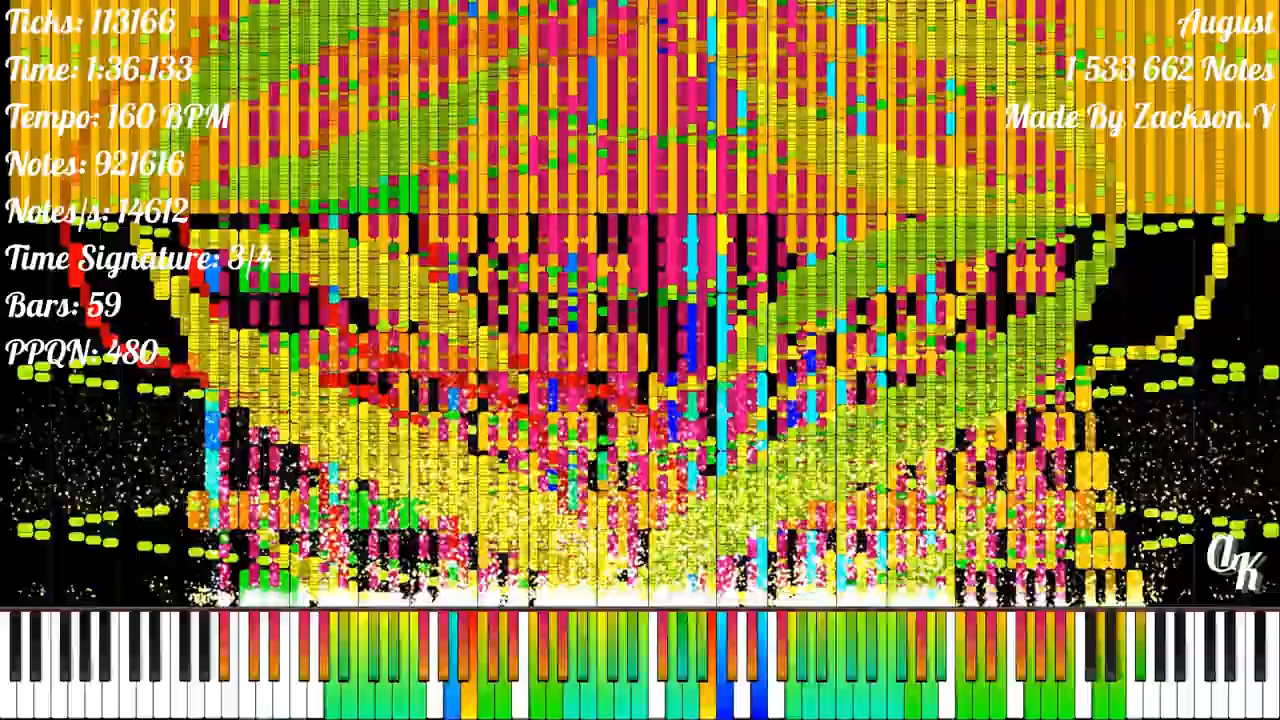 Ticks: 113166
Time: 1:36.133
Tempo: 160 BPM
Notes: 921616
Notes/s: 14612
Time Signature: 3/4
Bars: 59
PPQN: 480
August
1 533 662 Notes
Made By Zackson.Y
AK